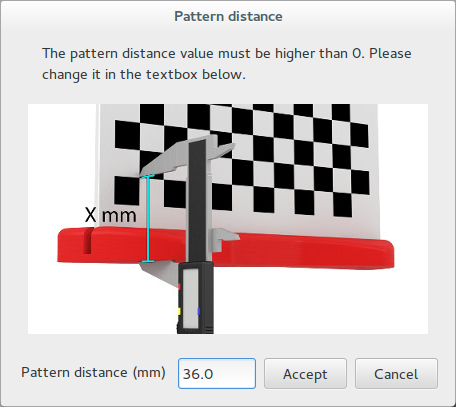 Pattern distance
The pattern distance value must be higher than 0. Please
change it in the textbox below.
X mm
Pattern distance (mm) 36.0 Accept Cancel